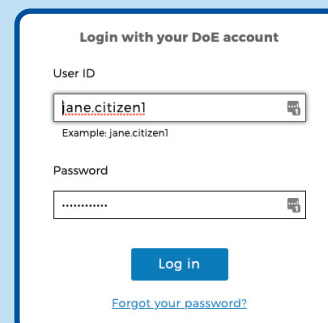 Login with your DoE account
User ID
jane.citizen1
Example: jane.citizen1
Password
••••••••••••
Log in
Forgot your password?